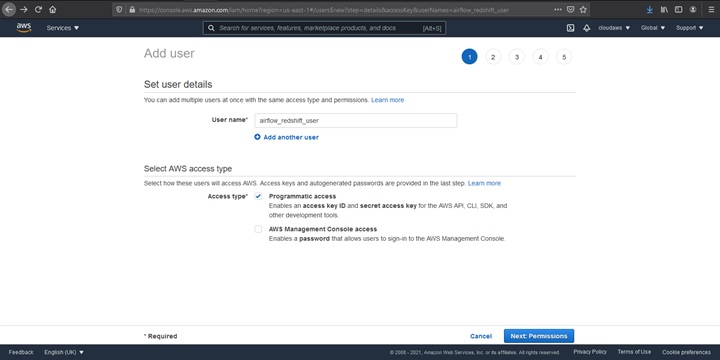 https://console.aws.amazon.com/iam/home?region=us-east-1#/users$new?step=details&accessKey&userNames=airflow_redshift_user
aws Services Search for services, features, marketplace products, and docs [Alt+S] cloudaws Global Support
Add user 1 2 3 4 5
Set user details
You can add multiple users at once with the same access type and permissions. Learn more
User name* airflow_redshift_user
Add another user
Select AWS access type
Select how these users will access AWS. Access keys and autogenerated passwords are provided in the last step. Learn more
Access type* Programmatic access
Enables an access key ID and secret access key for the AWS API, CLI, SDK, and
other development tools.
AWS Management Console access
Enables a password that allows users to sign-in to the AWS Management Console.
* Required Cancel Next: Permissions
Feedback English (UK) © 2008 - 2021, Amazon Web Services, Inc. or its affiliates. All rights reserved. Privacy Policy Terms of Use Cookie preferences